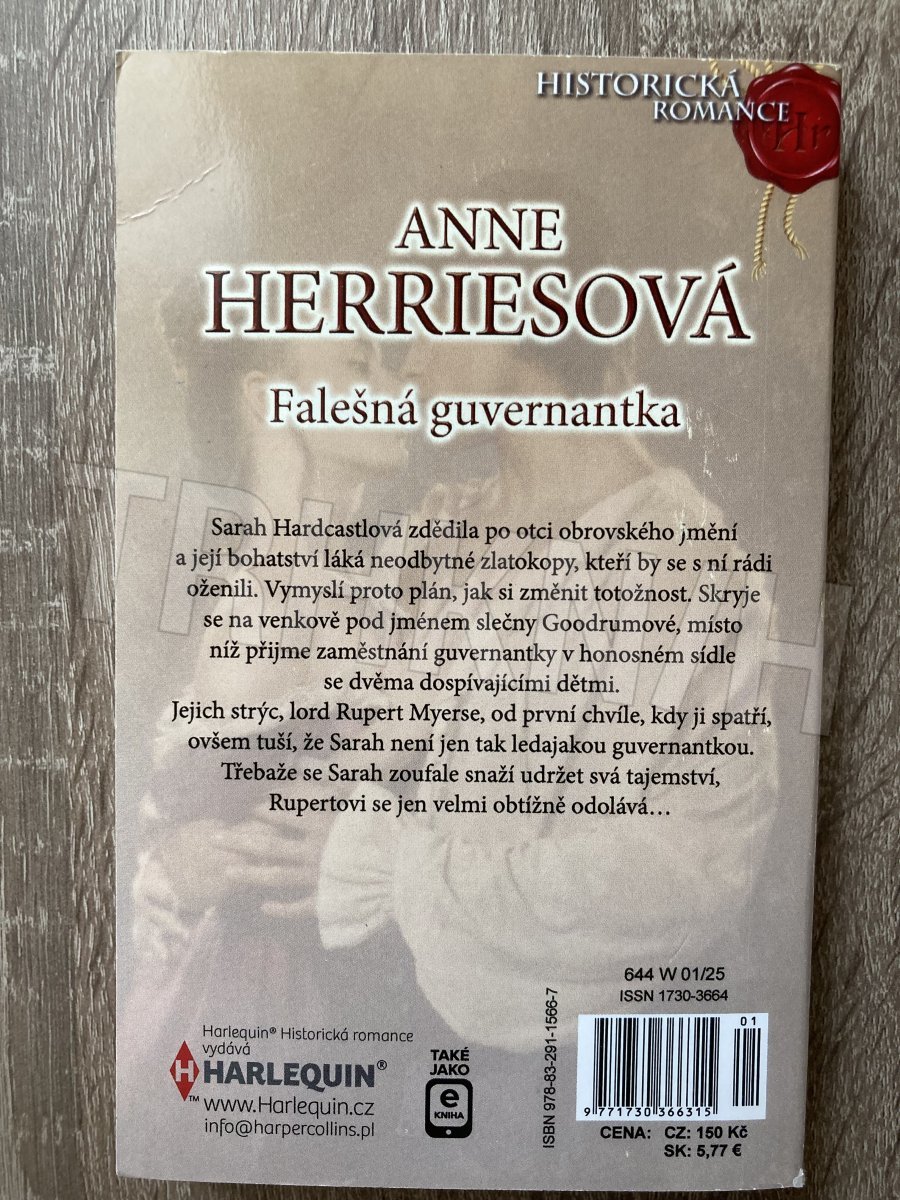 HISTORICKÁ
ROMANCE
Hr
ANNE
HERRIESOVÁ
Falešná guvernantka
Sarah Hardcastlová zdědila po otci obrovského jmění
a její bohatství láká neodbytné zlatokopy, kteří by se s ní rádi
oženili. Vymyslí proto plán, jak si změnit totožnost. Skryje
se na venkově pod jménem slečny Goodrumové, místo
níž přijme zaměstnání guvernantky v honosném sídle
se dvěma dospívajícími dětmi.
Jejich strýc, lord Rupert Myerse, od první chvíle, kdy ji spatří,
ovšem tuší, že Sarah není jen tak ledajakou guvernantkou.
Třebaže se Sarah zoufale snaží udržet svá tajemství,
Rupertovi se jen velmi obtížně odolává…
644 W 01/25
ISSN 1730-3664
01
9 771730 366315
CENA: CZ: 150 Kč
SK: 5,77 €
ISBN 978-83-291-1566-7
Harlequin® Historická romance
vydává
H HARLEQUIN®
™
www.Harlequin.cz
info@harpercollins.pl
TAKÉ
JAKO
e
KNIHA